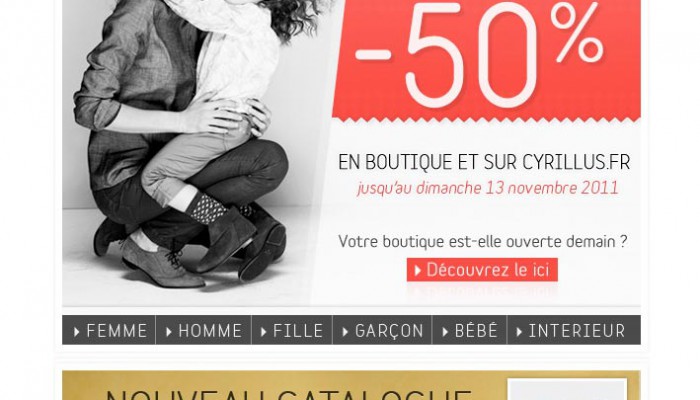 -50%
EN BOUTIQUE ET SUR CYRILLUS.FR
jusqu'au dimanche 13 novembre 2011
Votre boutique est-elle ouverte demain ?
Découvrez le ici
FEMME HOMME FILLE GARÇON BÉBÉ INTERIEUR
NOUVEAU CATALOGUE